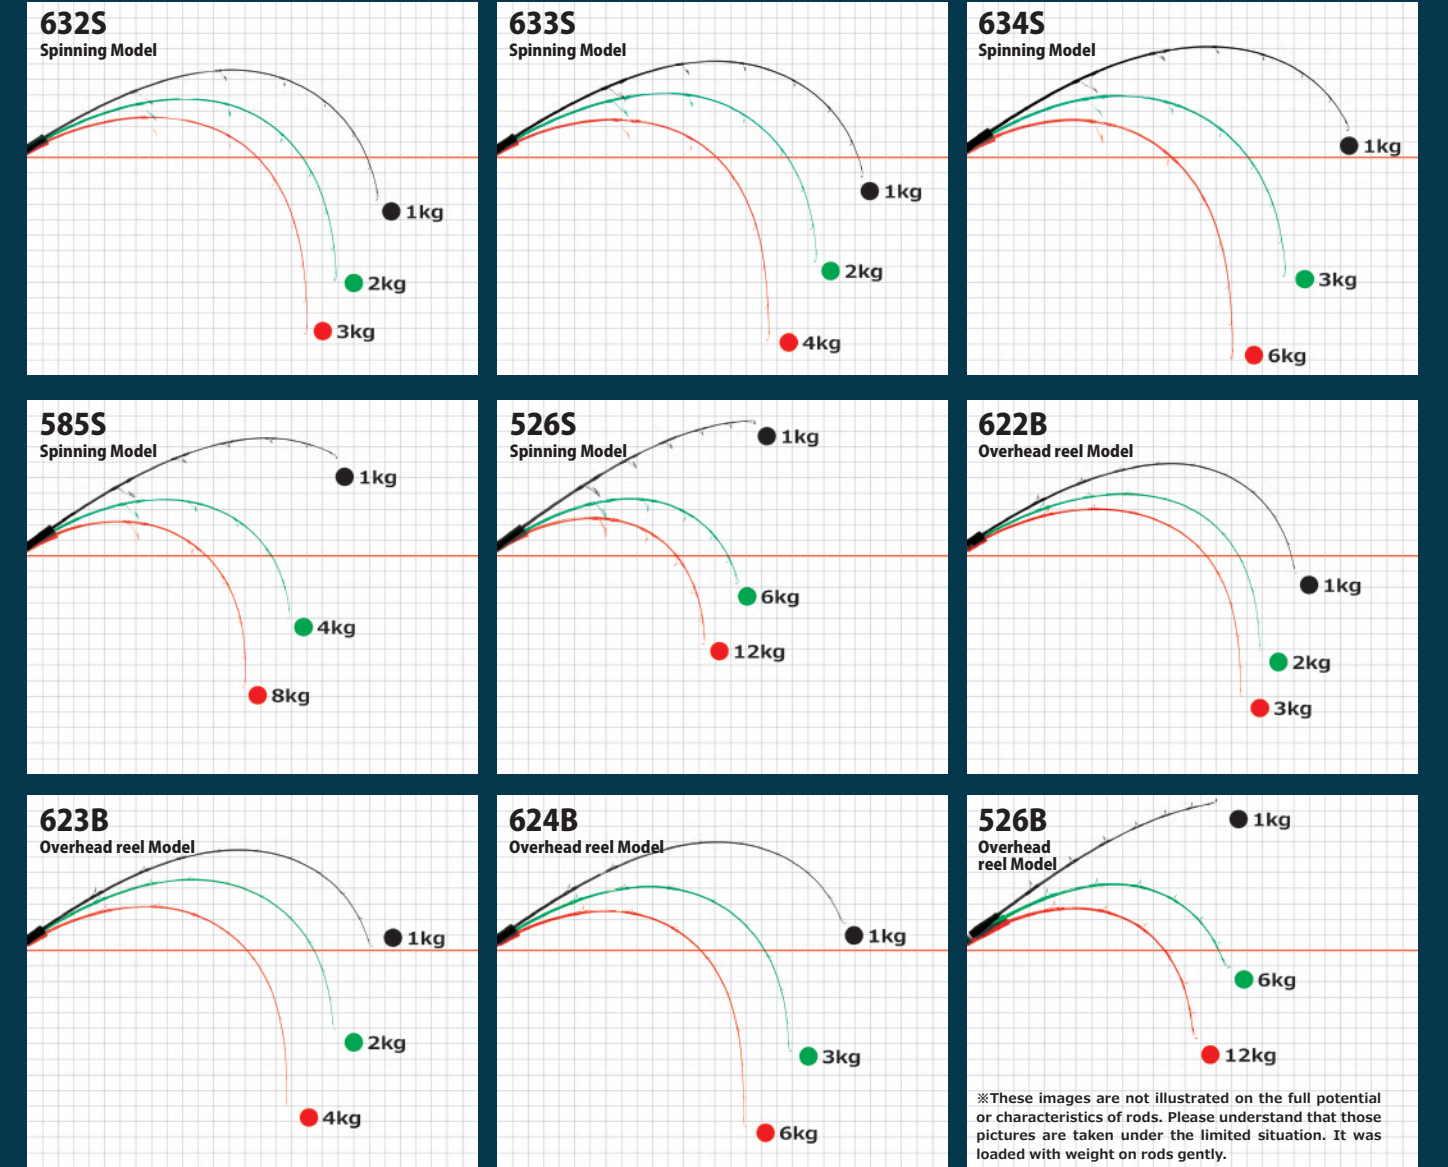 632S
Spinning Model
1kg
2kg
3kg
633S
Spinning Model
1kg
2kg
4kg
634S
Spinning Model
1kg
3kg
6kg
585S
Spinning Model
1kg
4kg
8kg
526S
Spinning Model
1kg
6kg
12kg
622B
Overhead reel Model
1kg
2kg
3kg
623B
Overhead reel Model
1kg
2kg
4kg
624B
Overhead reel Model
1kg
3kg
6kg
526B
Overhead
reel Model
1kg
6kg
12kg
※These images are not illustrated on the full potential
or characteristics of rods. Please understand that those
pictures are taken under the limited situation. It was
loaded with weight on rods gently.